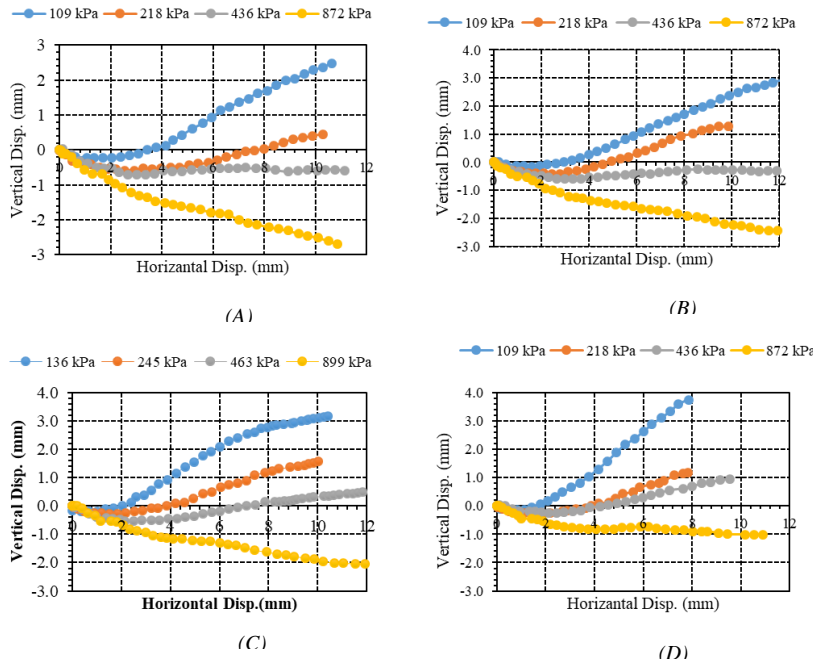 109 kPa 218 kPa 436 kPa 872 kPa
3
2
1
0
-1
-2
-3
0 2 4 6 8 10 12
Vertical Disp. (mm)
Horizantal Disp. (mm)
(A)
109 kPa 218 kPa 436 kPa 872 kPa
4.0
3.0
2.0
1.0
0.0
-1.0
-2.0
-3.0
0 2 4 6 8 10 12
Vertical Disp. (mm)
Horizantal Disp. (mm)
(B)
136 kPa 245 kPa 463 kPa 899 kPa
4.0
3.0
2.0
1.0
0.0
-1.0
-2.0
-3.0
0 2 4 6 8 10 12
Vertical Disp. (mm)
Horizontal Disp.(mm)
(C)
109 kPa 218 kPa 436 kPa 872 kPa
4.0
3.0
2.0
1.0
0.0
-1.0
-2.0
-3.0
0 2 4 6 8 10 12
Vertical Disp. (mm)
Horizantal Disp. (mm)
(D)